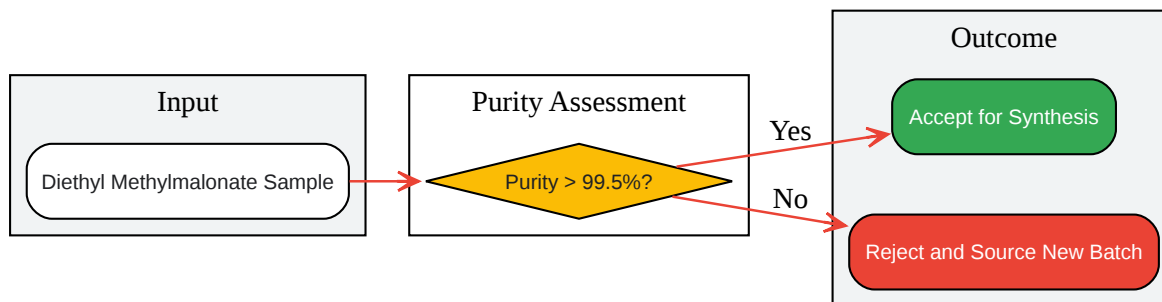 Input
Diethyl Methylmalonate Sample
Purity Assessment
Purity > 99.5%?
Yes
No
Outcome
Accept for Synthesis
Reject and Source New Batch